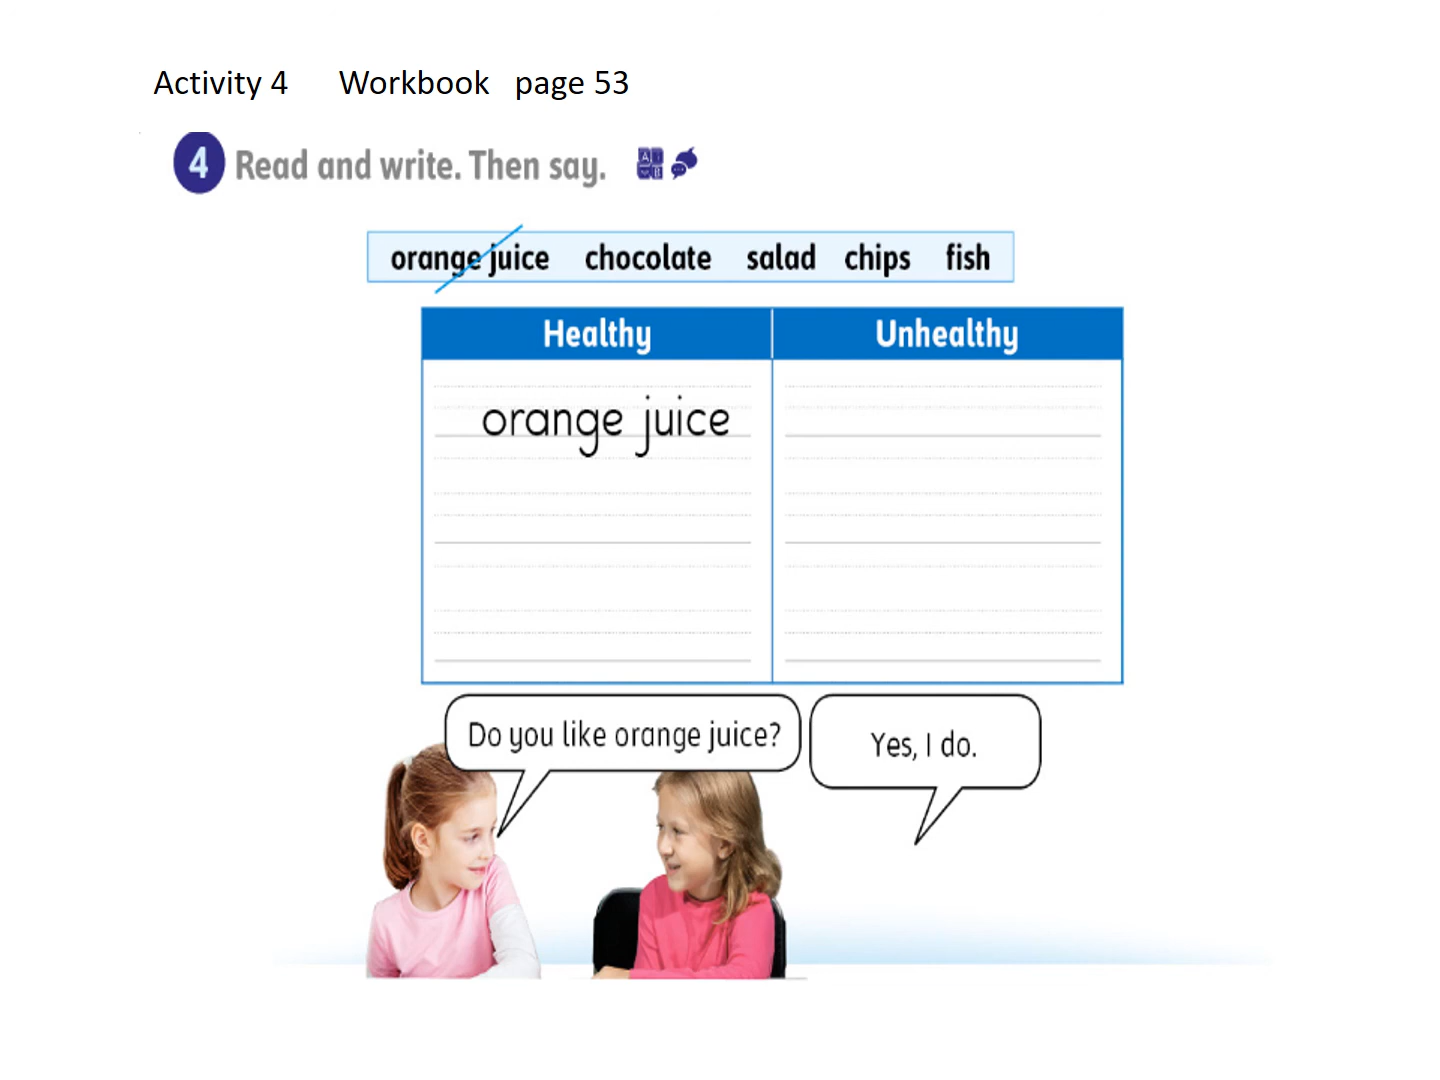 Activity 4 Workbook page 53
4 Read and write. Then say.
orange juice chocolate salad chips fish
Healthy Unhealthy
orange juice
Do you like orange juice? Yes, I do.